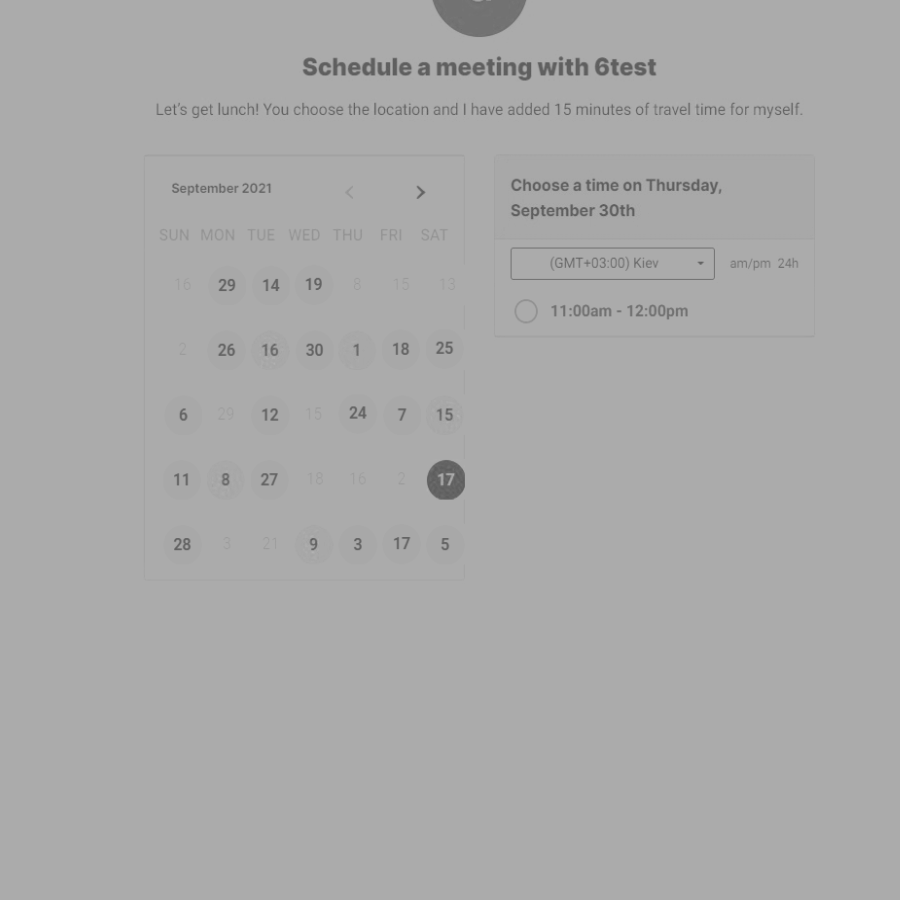 Schedule a meeting with 6test
Let's get lunch! You choose the location and I have added 15 minutes of travel time for myself.
September 2021
SUN MON TUE WED THU FRI SAT
16 29 14 19 8 15 13
2 26 16 30 1 18 25
6 29 12 15 24 7 15
11 8 27 18 16 2 17
28 3 21 9 3 17 5
Choose a time on Thursday,
September 30th
(GMT+03:00) Kiev am/pm 24h
11:00am - 12:00pm